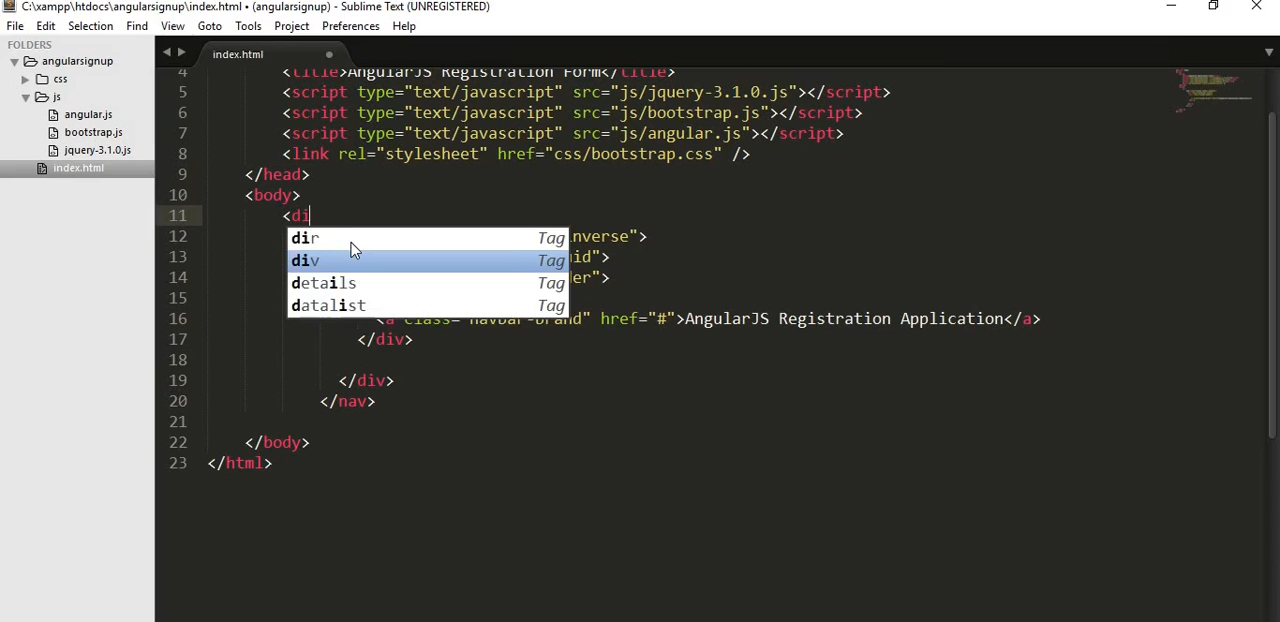 C:\xampp\htdocs\angularsignup\index.html • (angularsignup) - Sublime Text (UNREGISTERED)
File Edit Selection Find View Goto Tools Project Preferences Help
FOLDERS
angularsignup
css
js
angular.js
bootstrap.js
jquery-3.1.0.js
index.html
index.html
4 <title>AngularJS Registration Form</title>
5 <script type="text/javascript" src="js/jquery-3.1.0.js"></script>
6 <script type="text/javascript" src="js/bootstrap.js"></script>
7 <script type="text/javascript" src="js/angular.js"></script>
8 <link rel="stylesheet" href="css/bootstrap.css" />
9 </head>
10 <body>
11 <di
dir Tag
div Tag
details Tag
datalist Tag
12 nverse">
13 id">
14 der">
15
16 <a class="navbar-brand" href="#">AngularJS Registration Application</a>
17 </div>
18
19 </div>
20 </nav>
21
22 </body>
23 </html>